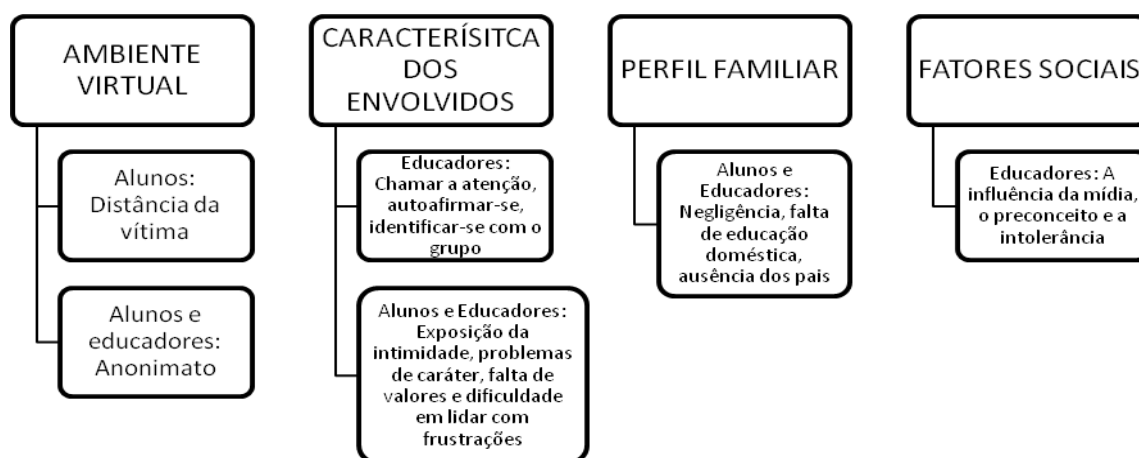 AMBIENTE
VIRTUAL
Alunos:
Distância da
vítima
Alunos e
educadores:
Anonimato
CARACTERÍSITCA
DOS
ENVOLVIDOS
Educadores:
Chamar a atenção,
autoafirmar-se,
identificar-se com o
grupo
Alunos e Educadores:
Exposição da
intimidade, problemas
de caráter, falta de
valores e dificuldade
em lidar com
frustrações
PERFIL FAMILIAR
Alunos e
Educadores:
Negligência, falta
de educação
doméstica,
ausência dos pais
FATORES SOCIAIS
Educadores: A
influência da mídia,
o preconceito e a
intolerância